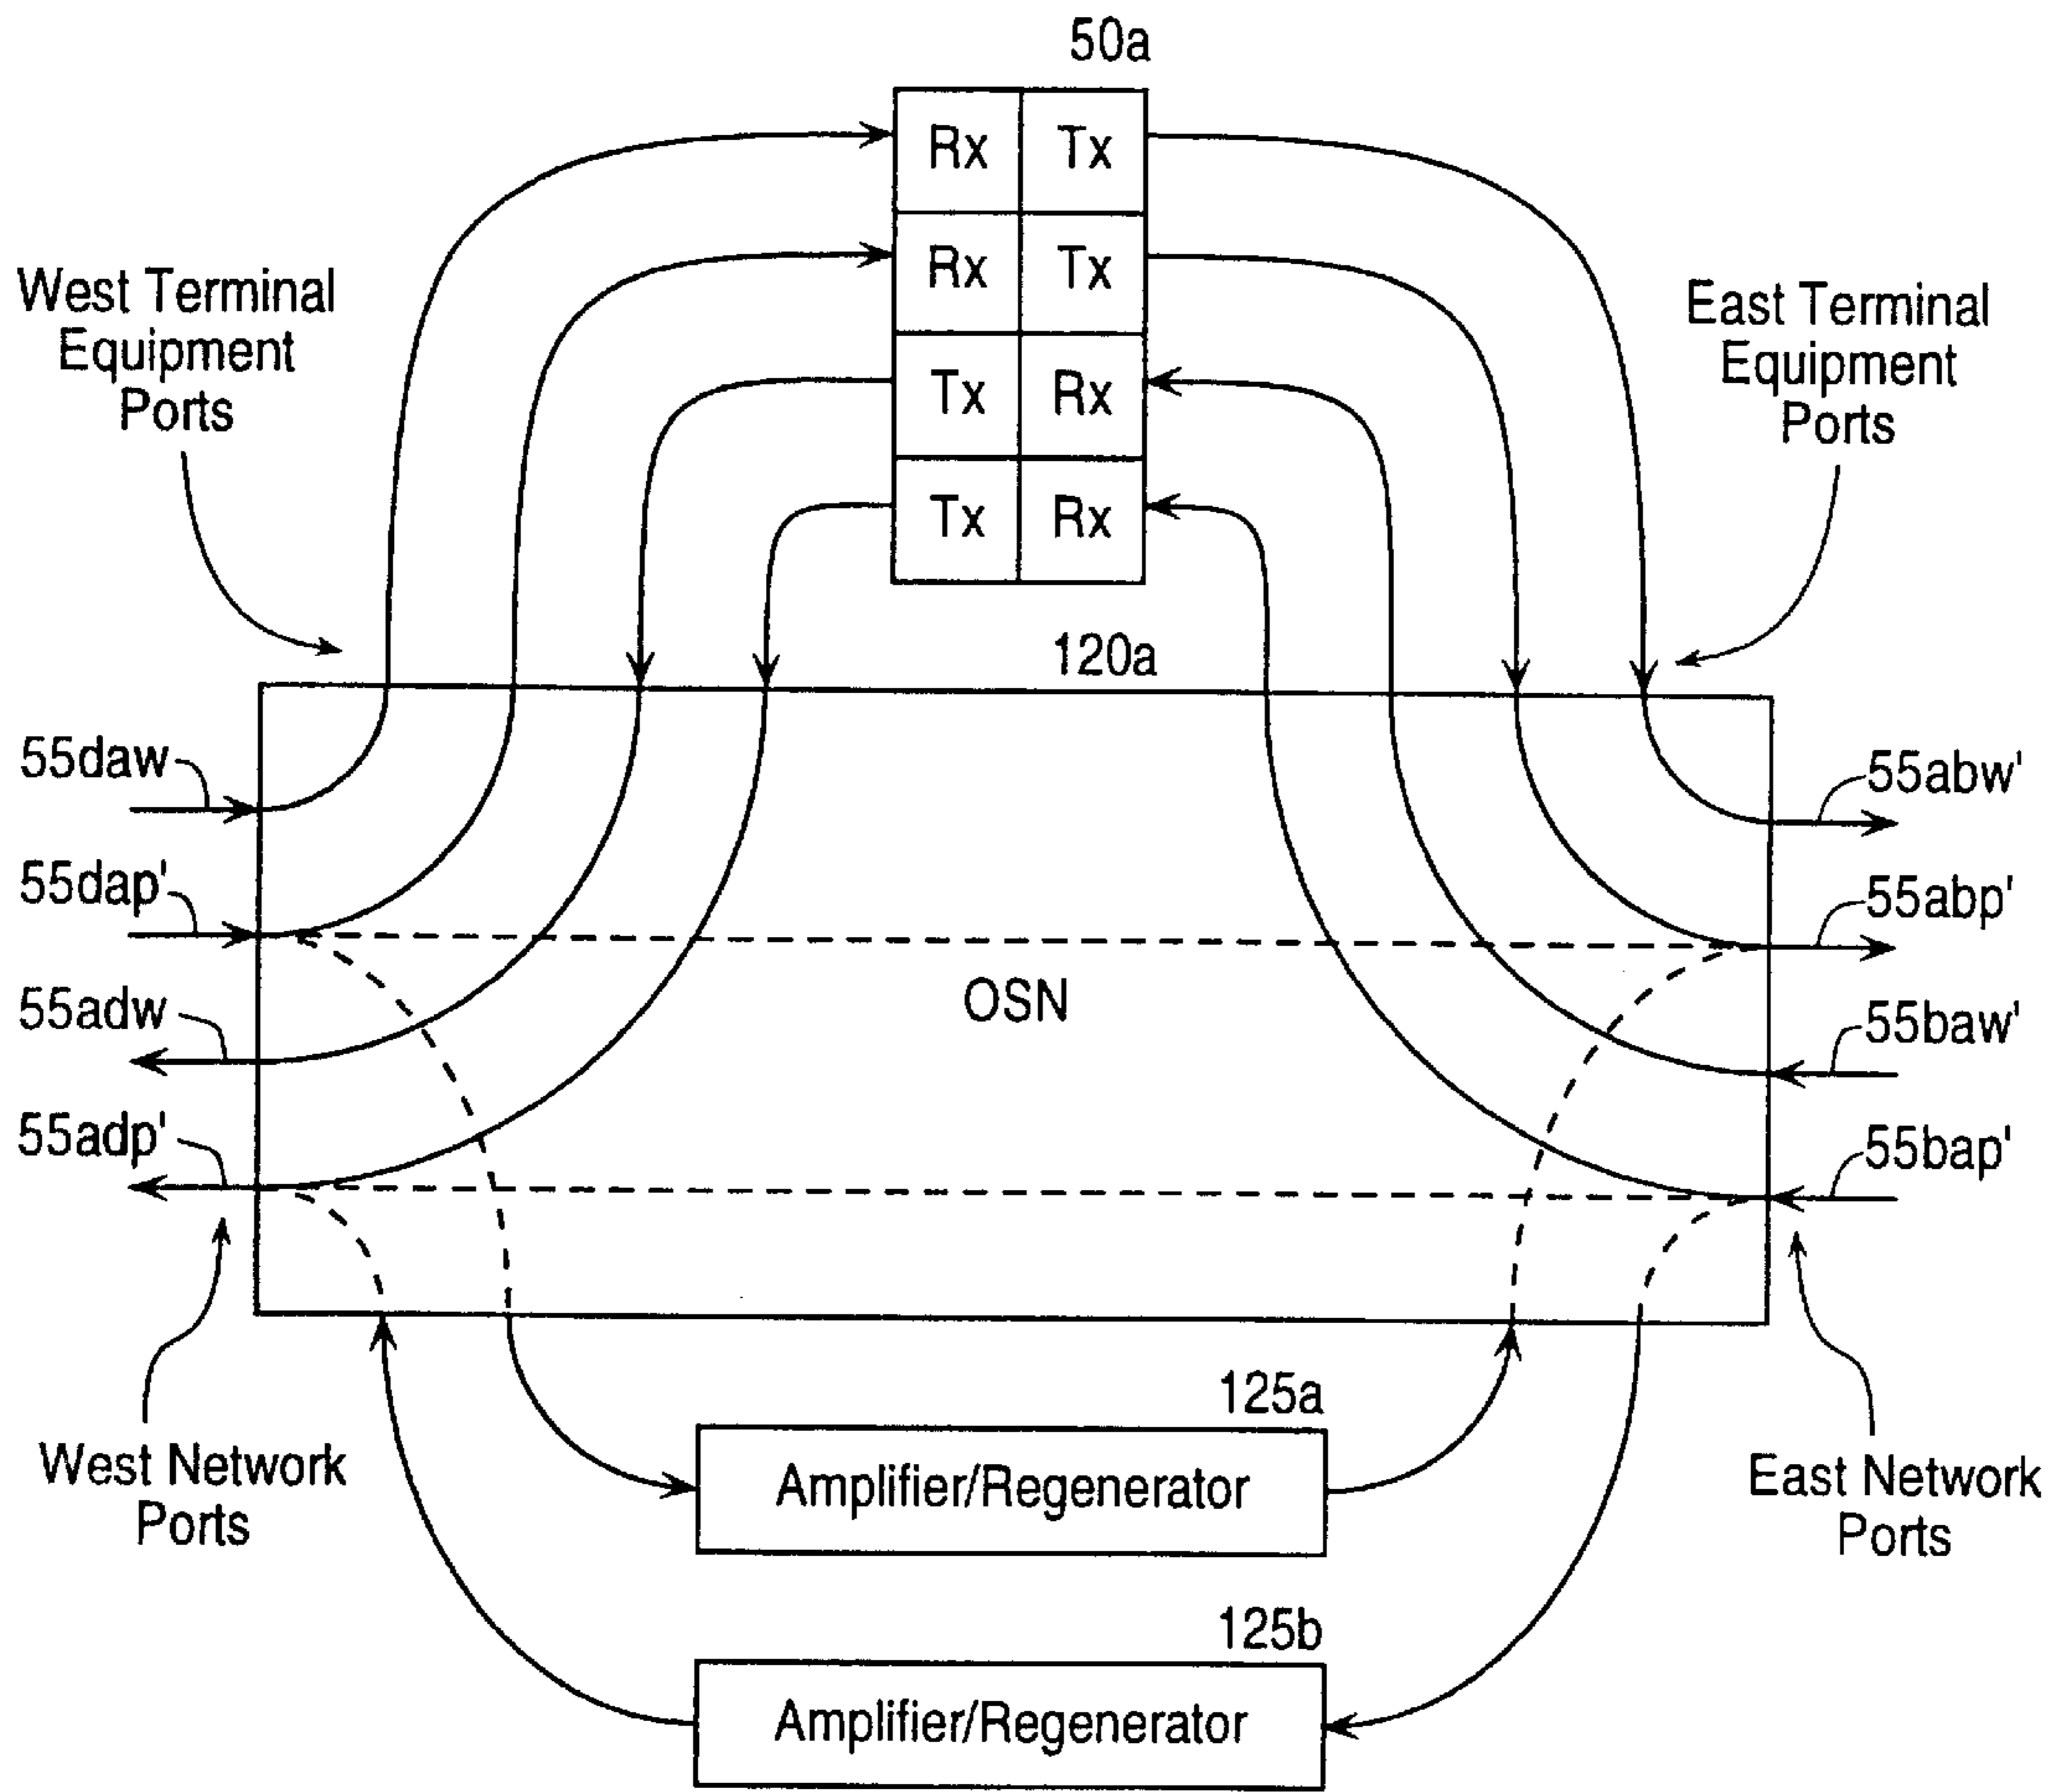 50a
Rx Tx
Rx Tx
Tx Rx
Tx Rx
West Terminal
Equipment
Ports
East Terminal
Equipment
Ports
120a
55daw
55dap'
55adw
55adp'
OSN
55abw'
55abp'
55baw'
55bap'
West Network
Ports
East Network
Ports
125a
Amplifier/Regenerator
125b
Amplifier/Regenerator